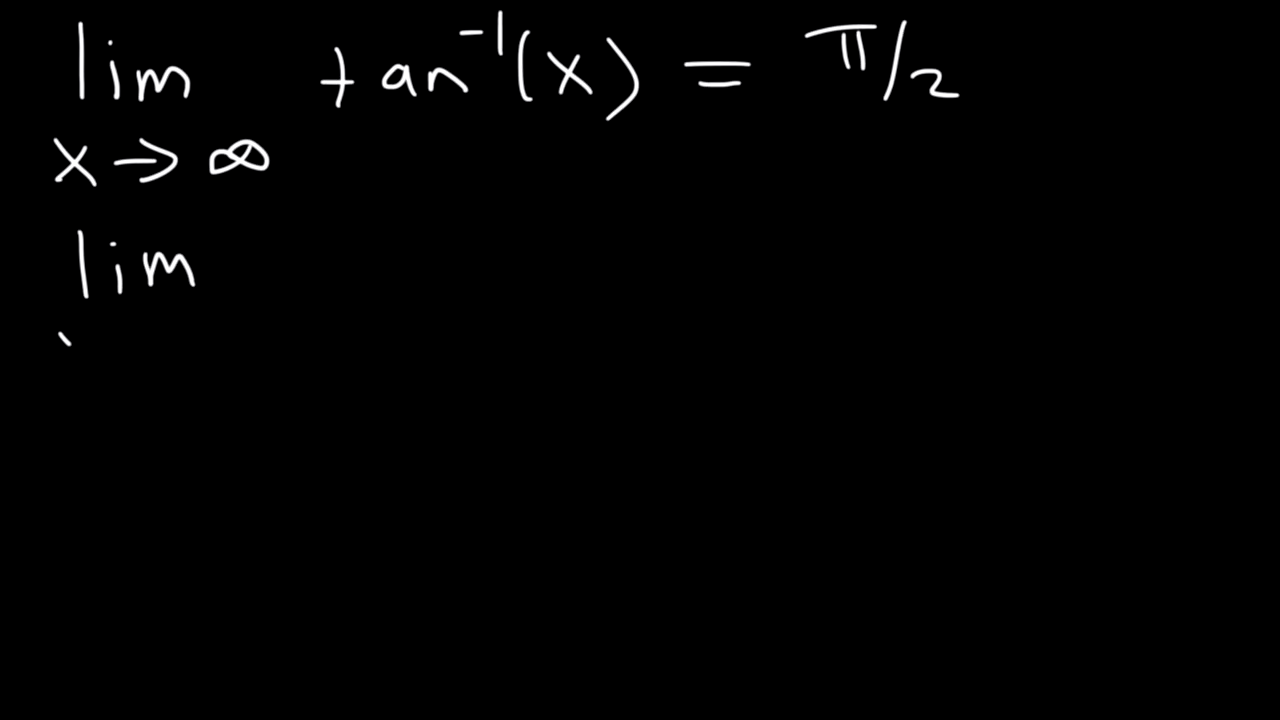 lim tan⁻¹(x) = π/2
x → ∞
lim